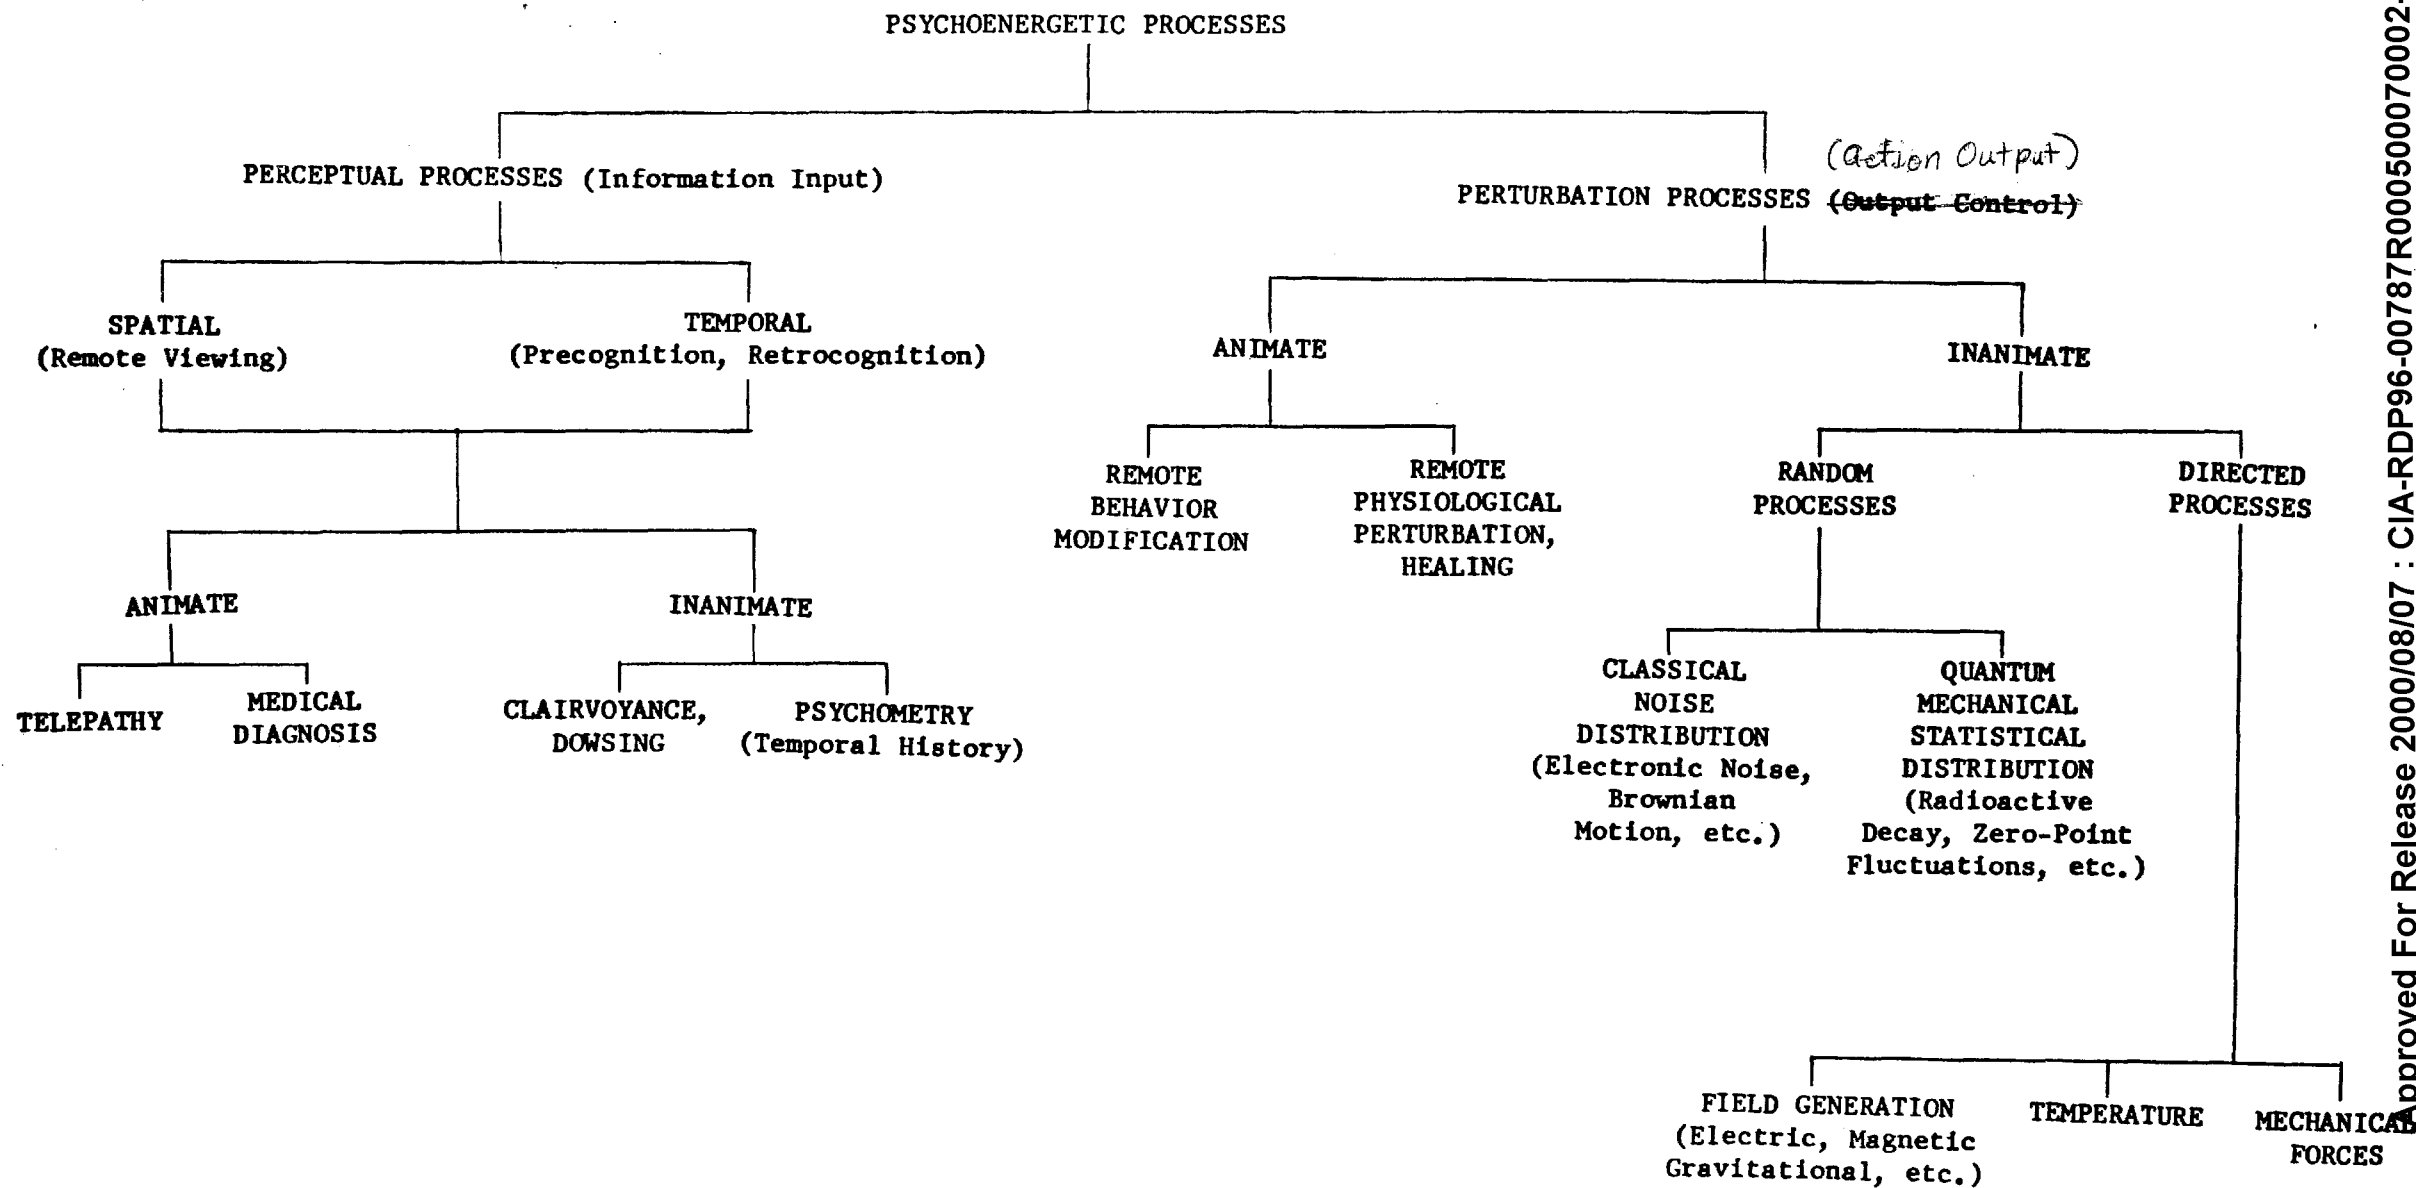 PSYCHOENERGETIC PROCESSES
PERCEPTUAL PROCESSES (Information Input)
(Action Output)
PERTURBATION PROCESSES (Output Control)
SPATIAL
(Remote Viewing)
TEMPORAL
(Precognition, Retrocognition)
ANIMATE
INANIMATE
REMOTE
BEHAVIOR
MODIFICATION
REMOTE
PHYSIOLOGICAL
PERTURBATION,
HEALING
RANDOM
PROCESSES
DIRECTED
PROCESSES
ANIMATE
INANIMATE
TELEPATHY
MEDICAL
DIAGNOSIS
CLAIRVOYANCE,
DOWSING
PSYCHOMETRY
(Temporal History)
CLASSICAL
NOISE
DISTRIBUTION
(Electronic Noise,
Brownian
Motion, etc.)
QUANTUM
MECHANICAL
STATISTICAL
DISTRIBUTION
(Radioactive
Decay, Zero-Point
Fluctuations, etc.)
FIELD GENERATION
(Electric, Magnetic
Gravitational, etc.)
TEMPERATURE
MECHANICAL
FORCES
Approved For Release 2000/08/07 : CIA-RDP96-00787R000500070002-